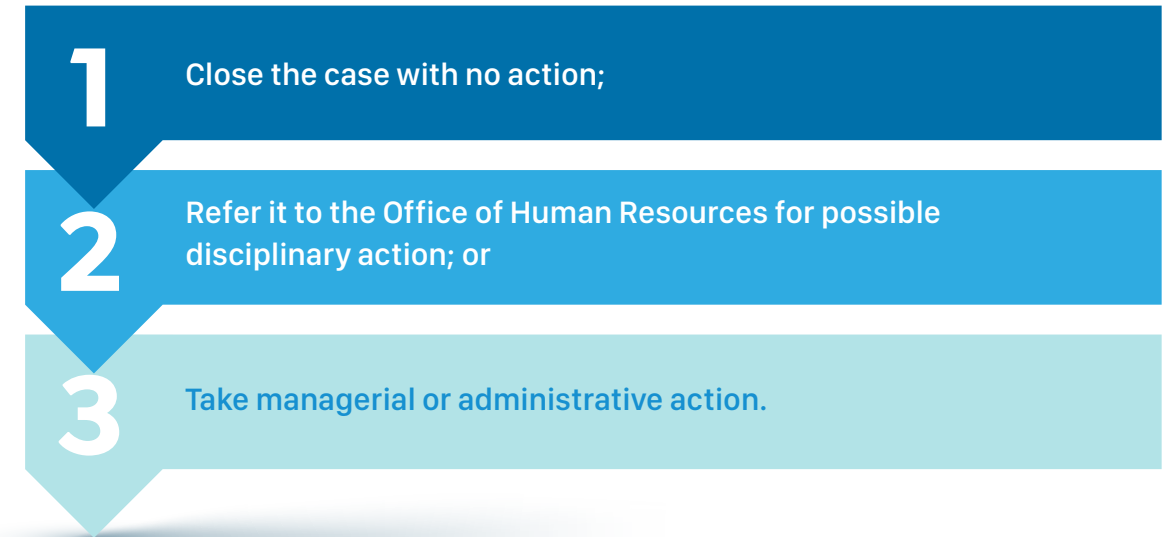 1
Close the case with no action;
2
Refer it to the Office of Human Resources for possible
disciplinary action; or
3
Take managerial or administrative action.